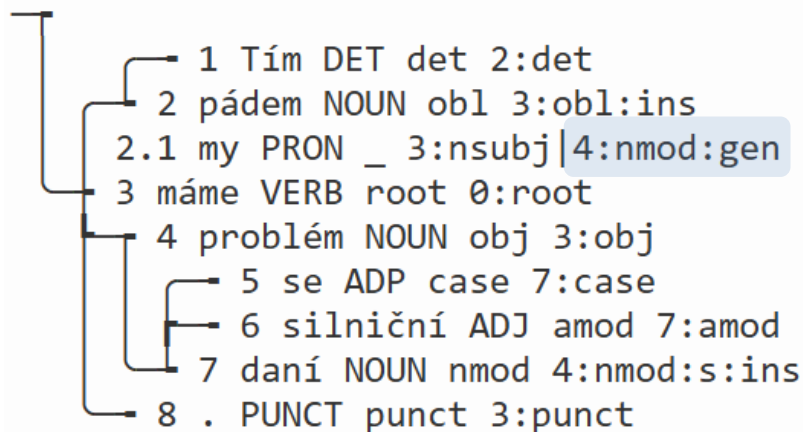 1 Tím DET det 2:det
2 pádem NOUN obl 3:obl:ins
2.1 my PRON _ 3:nsubj|4:nmod:gen
3 máme VERB root 0:root
4 problém NOUN obj 3:obj
5 se ADP case 7:case
6 silniční ADJ amod 7:amod
7 daní NOUN nmod 4:nmod:s:ins
8 . PUNCT punct 3:punct